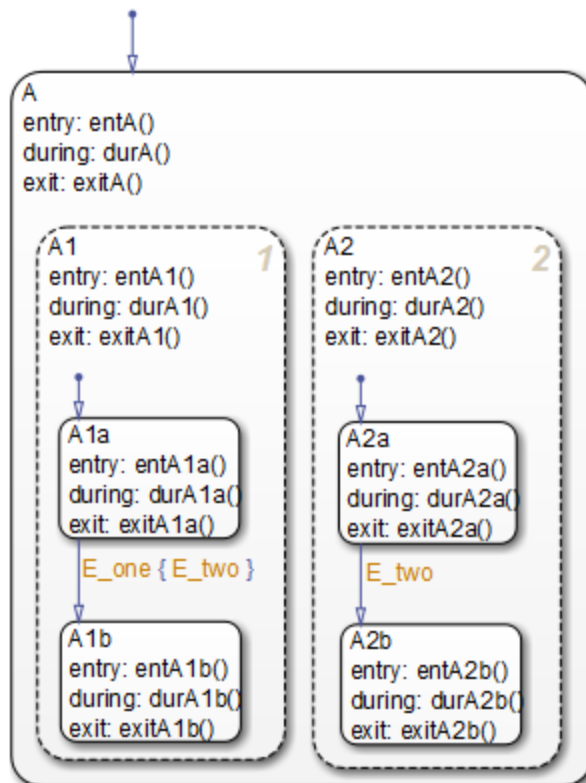 A
entry: entA()
during: durA()
exit: exitA()
A1
1
entry: entA1()
during: durA1()
exit: exitA1()
A1a
entry: entA1a()
during: durA1a()
exit: exitA1a()
E_one { E_two }
A1b
entry: entA1b()
during: durA1b()
exit: exitA1b()
A2
2
entry: entA2()
during: durA2()
exit: exitA2()
A2a
entry: entA2a()
during: durA2a()
exit: exitA2a()
E_two
A2b
entry: entA2b()
during: durA2b()
exit: exitA2b()